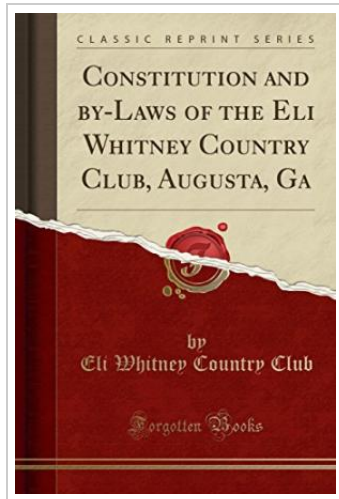 CLASSIC REPRINT SERIES
CONSTITUTION AND
BY-LAWS OF THE ELI
WHITNEY COUNTRY
CLUB, AUGUSTA, GA
by
Eli Whitney Country Club
Forgotten Books